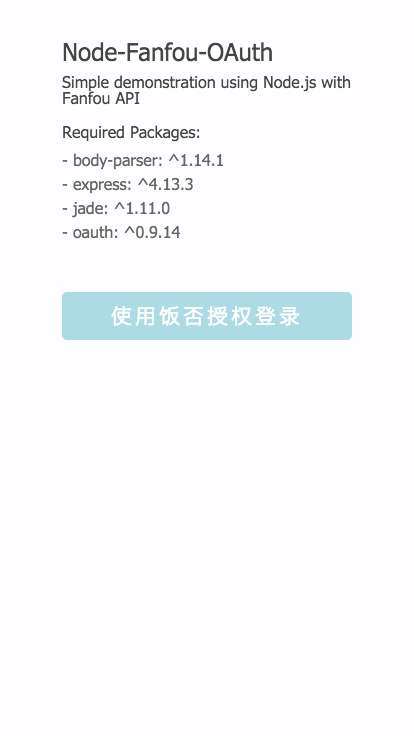 Node-Fanfou-OAuth
Simple demonstration using Node.js with
Fanfou API
Required Packages:
- body-parser: ^1.14.1
- express: ^4.13.3
- jade: ^1.11.0
- oauth: ^0.9.14
使用饭否授权登录